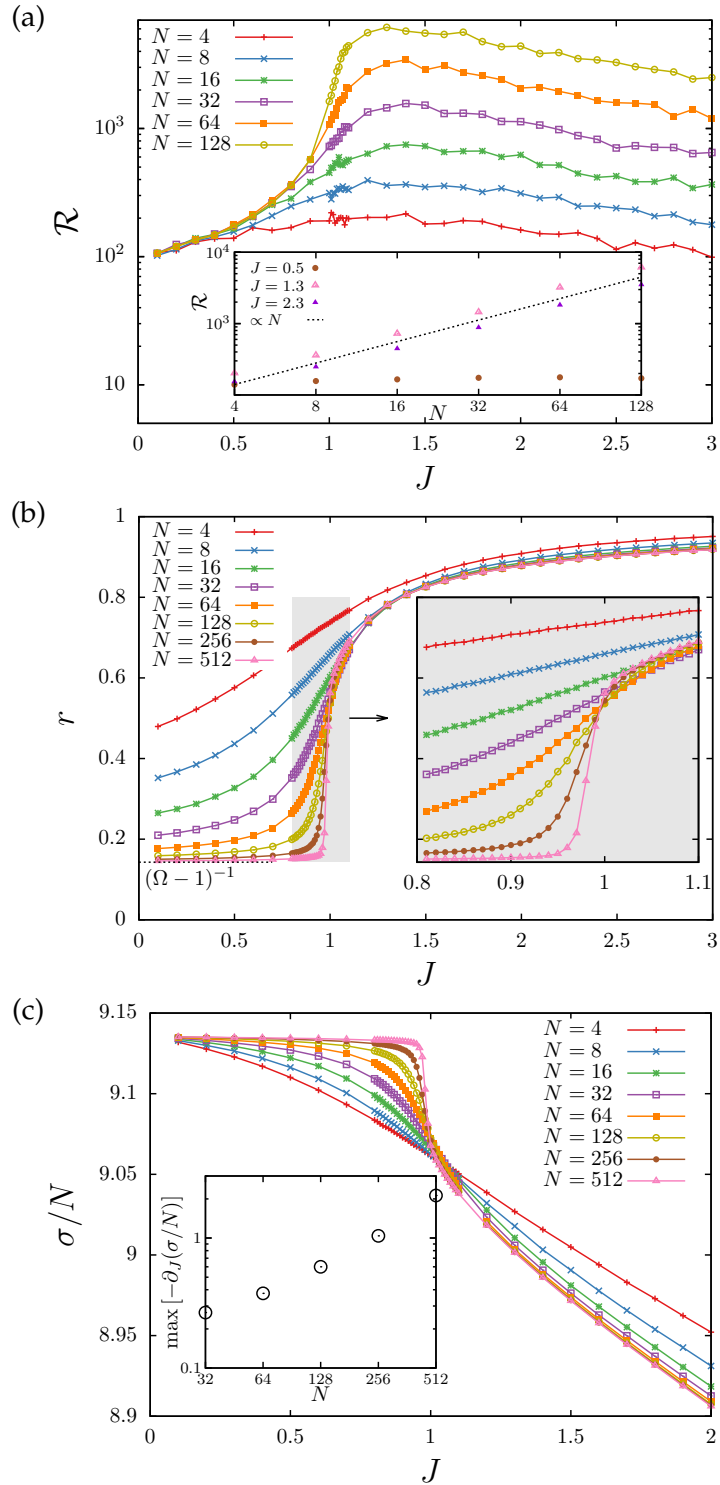 (a)
N = 4
N = 8
N = 16
N = 32
N = 64
N = 128
10³
10²
10
ℛ
0 0.5 1 1.5 2 2.5 3
J
J = 0.5
J = 1.3
J = 2.3
∝ N
10⁴
10³
ℛ
4 8 16 32 64 128
N
(b)
N = 4
N = 8
N = 16
N = 32
N = 64
N = 128
N = 256
N = 512
1
0.8
0.6
0.4
0.2
0
r
(Ω − 1)⁻¹
0.8 0.9 1 1.1
0 0.5 1 1.5 2 2.5 3
J
(c)
N = 4
N = 8
N = 16
N = 32
N = 64
N = 128
N = 256
N = 512
9.15
9.1
9.05
9
8.95
8.9
σ/N
max [−∂_J(σ/N)]
1
0.1
32 64 128 256 512
N
0 0.5 1 1.5 2
J